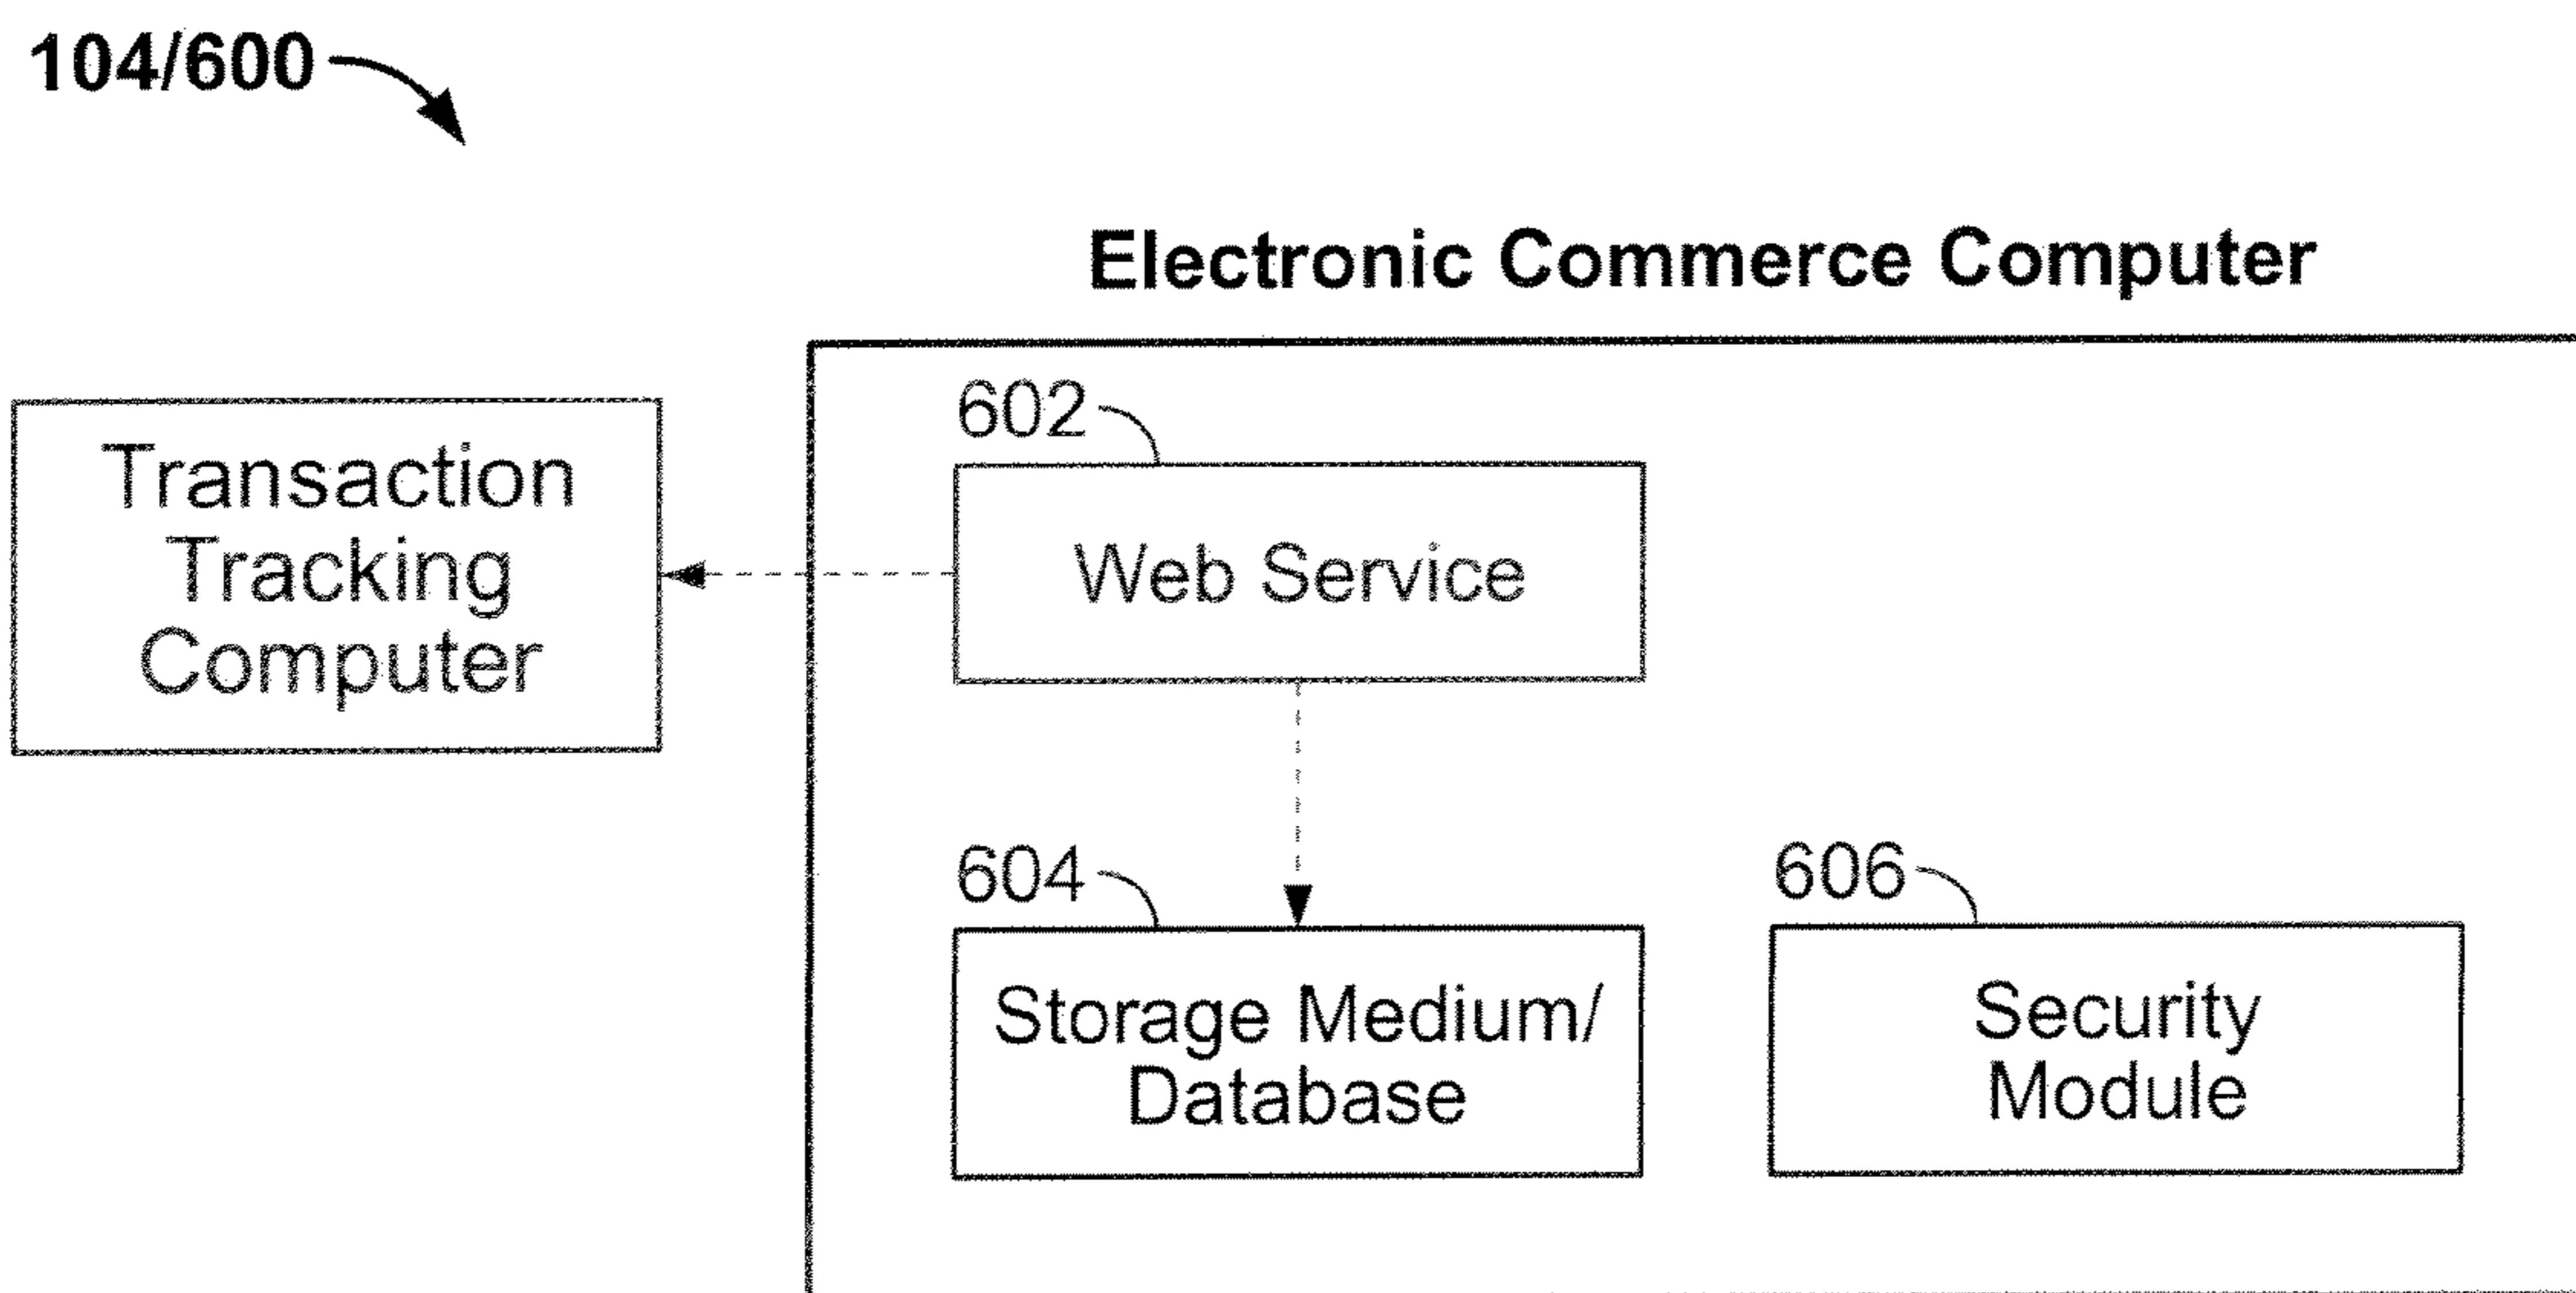 104/600
Electronic Commerce Computer
Transaction
Tracking
Computer
602
Web Service
604
Storage Medium/
Database
606
Security
Module